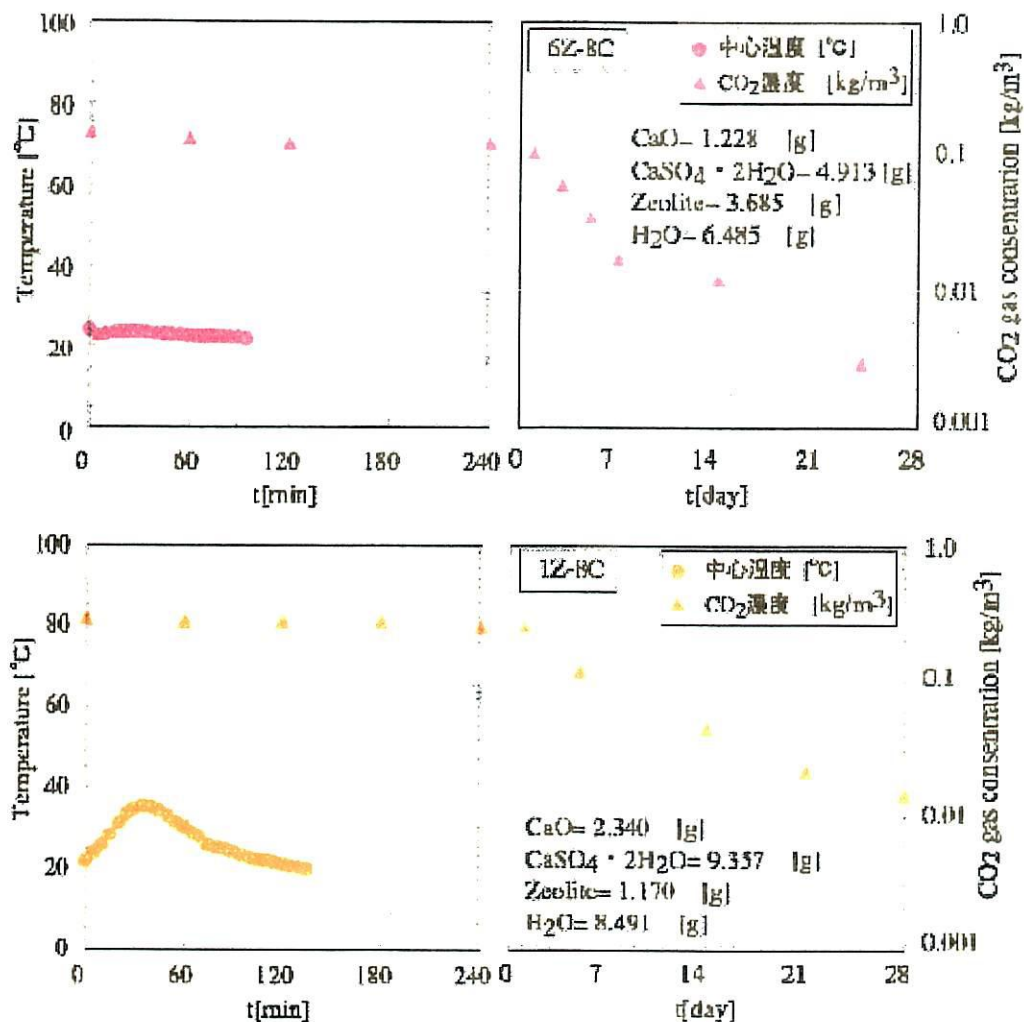 100
80
60
40
20
0
Temperature [℃]
0
60
120
180
240
t[min]
6Z-8C
中心温度 [℃]
CO2濃度 [kg/m3]
CaO= 1.228 [g]
CaSO4・2H2O= 4.913 [g]
Zeolite= 3.685 [g]
H2O= 6.485 [g]
0
7
14
21
28
t[day]
1.0
0.1
0.01
0.001
CO2 gas consentration [kg/m3]
100
80
60
40
20
0
Temperature [℃]
0
60
120
180
240
t[min]
1Z-8C
中心温度 [℃]
CO2濃度 [kg/m3]
CaO= 2.340 [g]
CaSO4・2H2O= 9.357 [g]
Zeolite= 1.170 [g]
H2O= 8.491 [g]
0
7
14
21
28
t[day]
1.0
0.1
0.01
0.001
CO2 gas consentration [kg/m3]